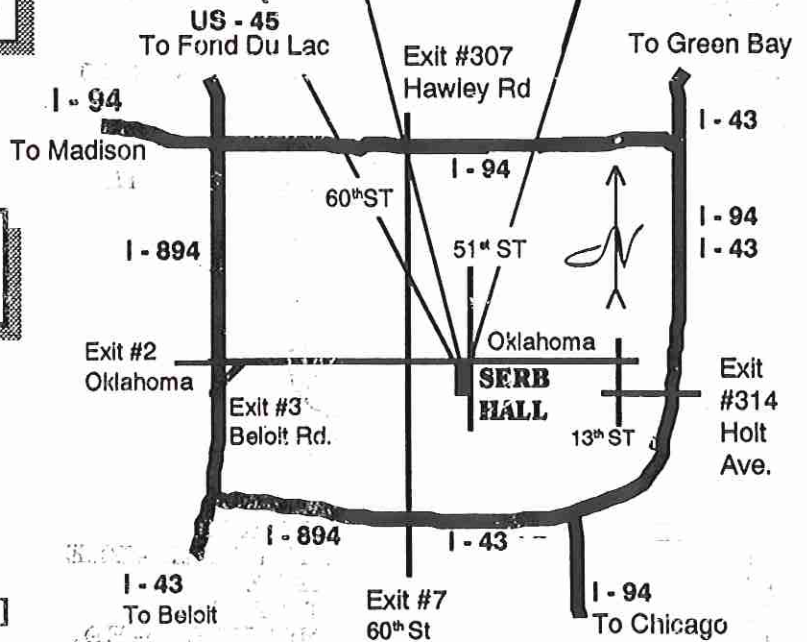 US - 45
To Fond Du Lac
Exit #307
Hawley Rd
To Green Bay
I - 94
To Madison
I - 43
I - 94
60thST
I - 94
I - 43
I - 894
51st ST
N
Oklahoma
Exit #2
Oklahoma
SERB
HALL
Exit
#314
Holt
Ave.
Exit #3
Beloit Rd.
13th ST
I - 894
I - 43
I - 43
To Beloit
Exit #7
60th St
I - 94
To Chicago